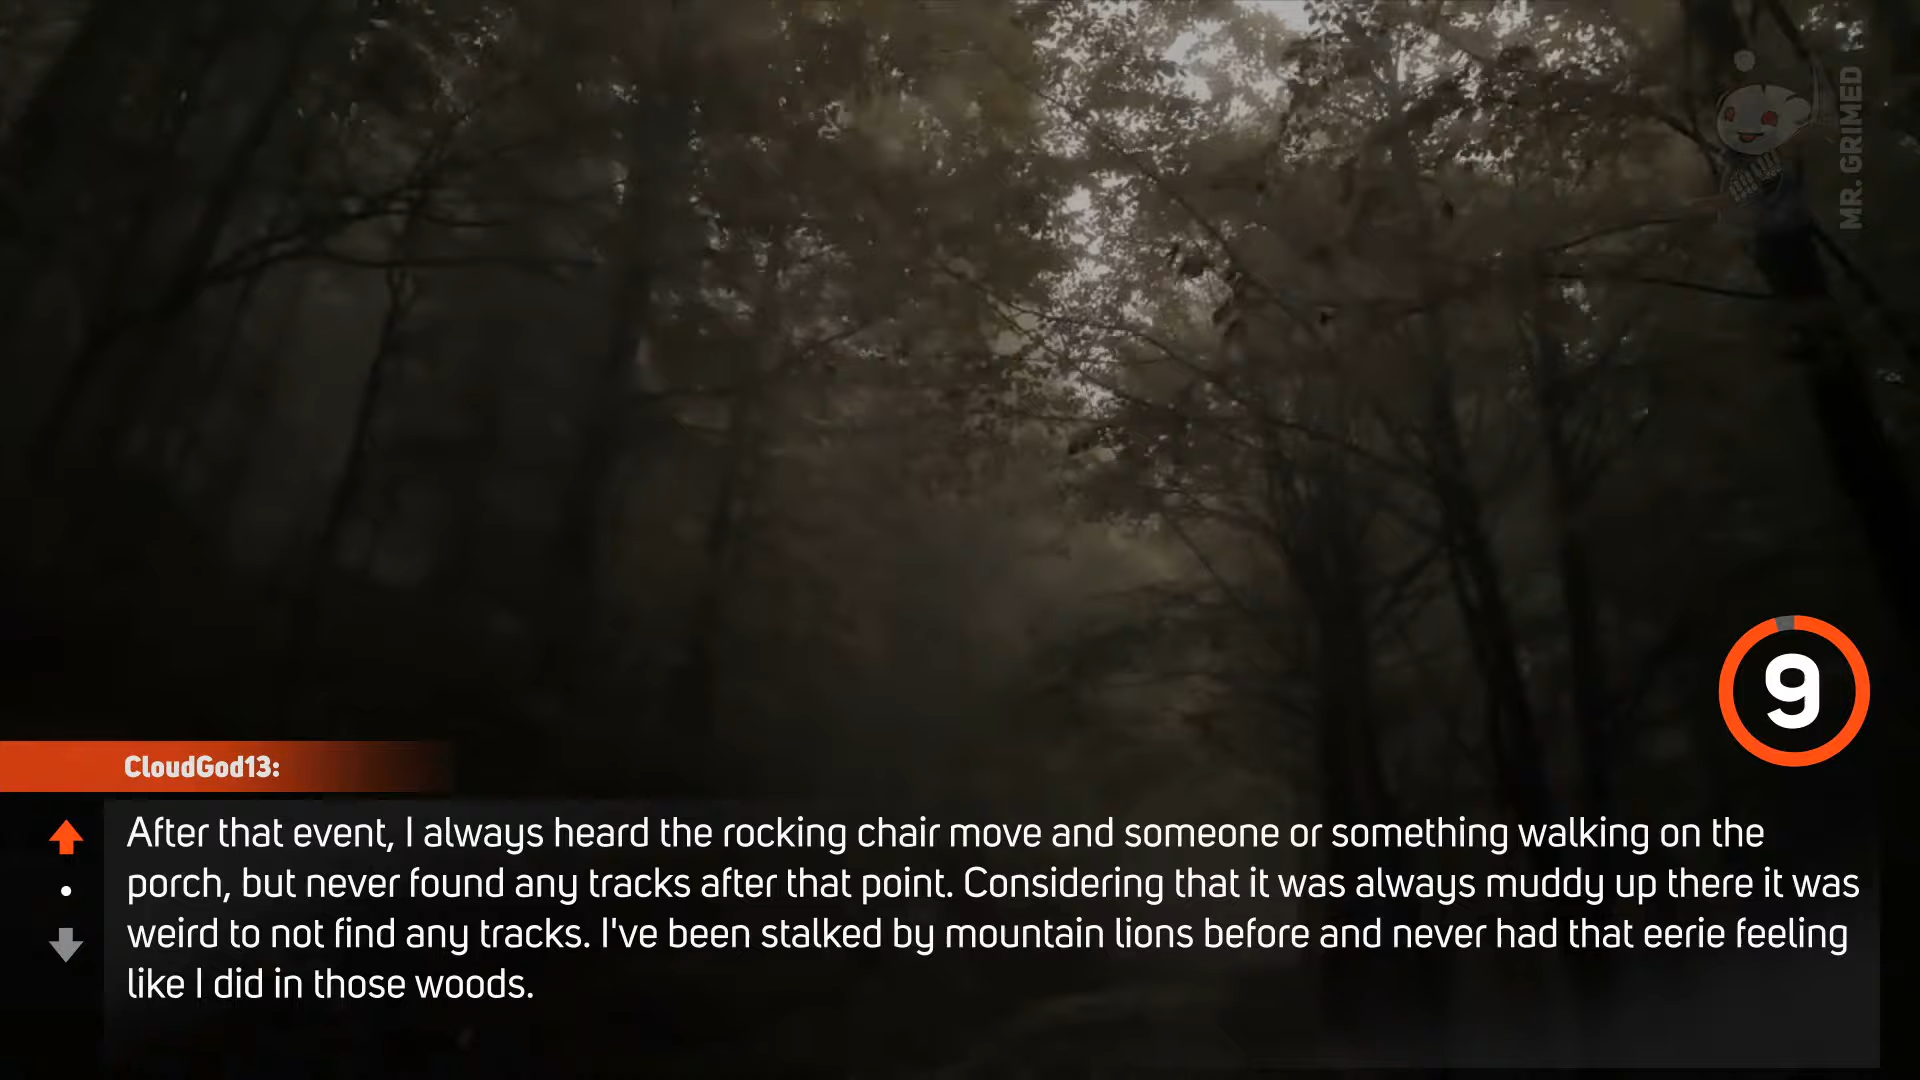 MR. GRIMED
9
CloudGod13:
After that event, I always heard the rocking chair move and someone or something walking on the
porch, but never found any tracks after that point. Considering that it was always muddy up there it was
weird to not find any tracks. I've been stalked by mountain lions before and never had that eerie feeling
like I did in those woods.